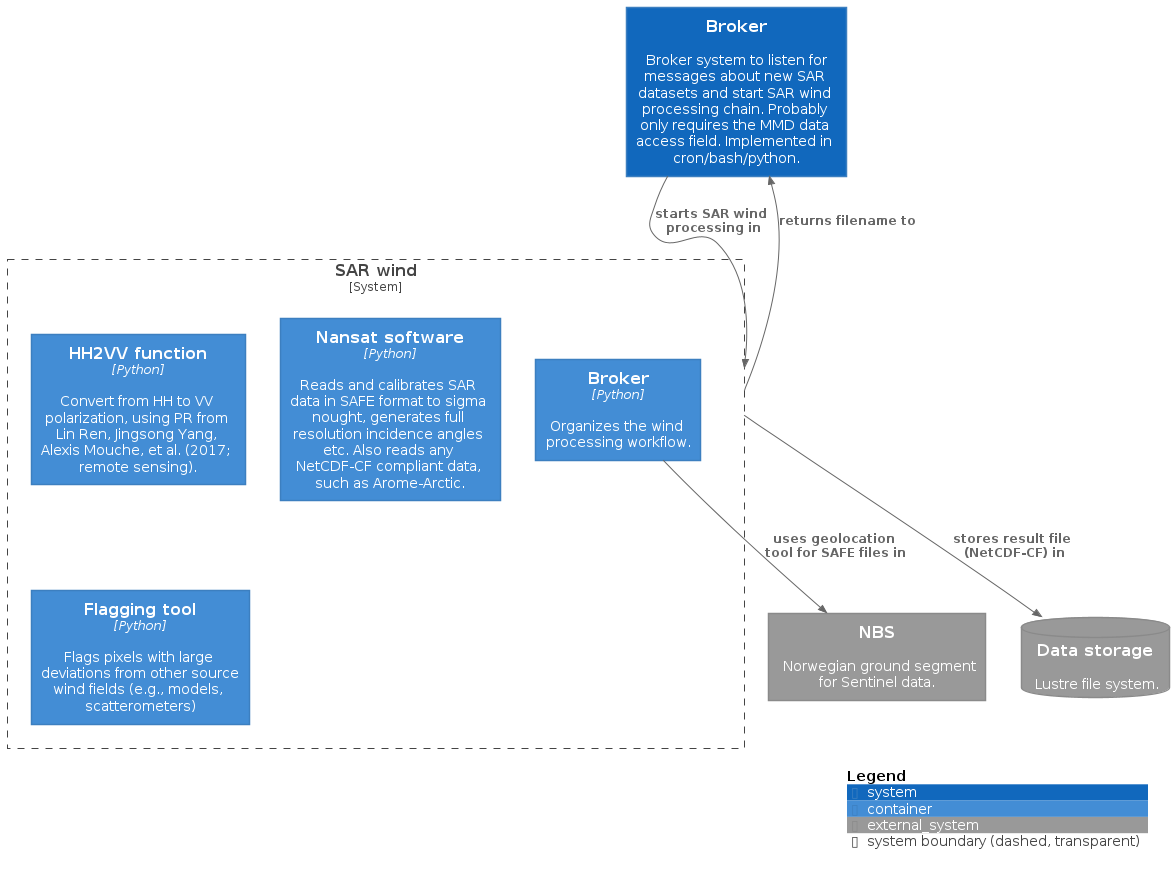 Broker
Broker system to listen for
messages about new SAR
datasets and start SAR wind
processing chain. Probably
only requires the MMD data
access field. Implemented in
cron/bash/python.
starts SAR wind
processing in
returns filename to
SAR wind
[System]
HH2VV function
[Python]
Convert from HH to VV
polarization, using PR from
Lin Ren, Jingsong Yang,
Alexis Mouche, et al. (2017;
remote sensing).
Nansat software
[Python]
Reads and calibrates SAR
data in SAFE format to sigma
nought, generates full
resolution incidence angles
etc. Also reads any
NetCDF-CF compliant data,
such as Arome-Arctic.
Broker
[Python]
Organizes the wind
processing workflow.
uses geolocation
tool for SAFE files in
stores result file
(NetCDF-CF) in
Flagging tool
[Python]
Flags pixels with large
deviations from other source
wind fields (e.g., models,
scatterometers)
NBS
Norwegian ground segment
for Sentinel data.
Data storage
Lustre file system.
Legend
system
container
external_system
system boundary (dashed, transparent)